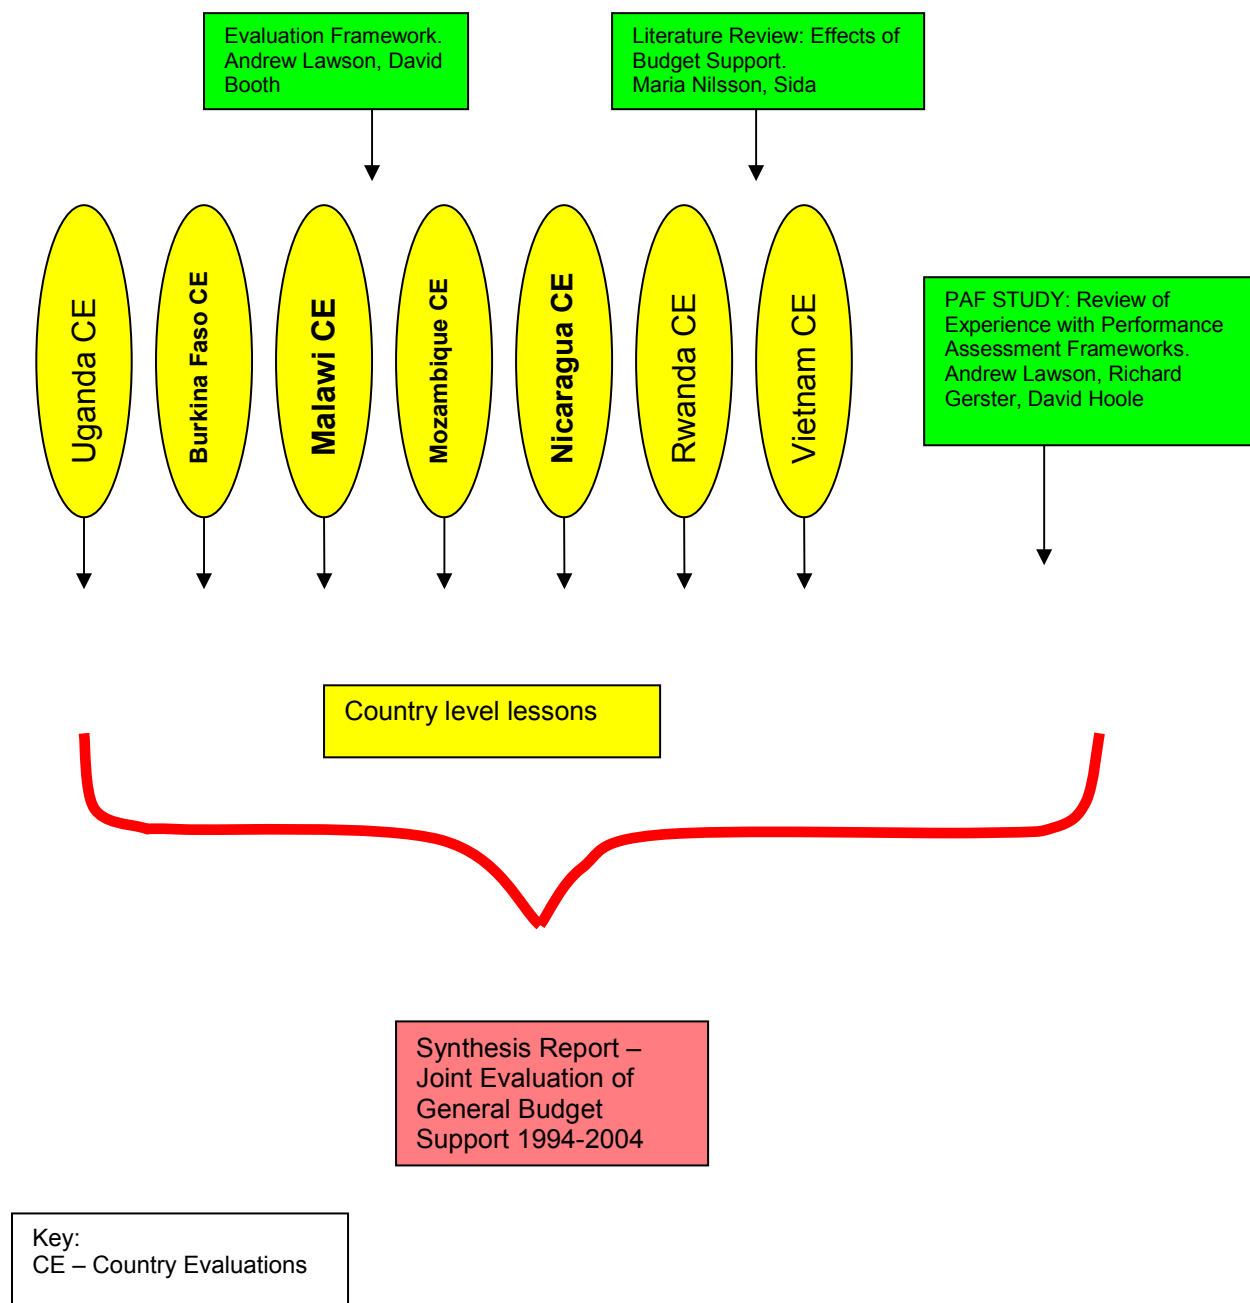 Evaluation Framework.
Andrew Lawson, David
Booth
Literature Review: Effects of
Budget Support.
Maria Nilsson, Sida
Uganda CE
Burkina Faso CE
Malawi CE
Mozambique CE
Nicaragua CE
Rwanda CE
Vietnam CE
PAF STUDY: Review of
Experience with Performance
Assessment Frameworks.
Andrew Lawson, Richard
Gerster, David Hoole
Country level lessons
Synthesis Report –
Joint Evaluation of
General Budget
Support 1994-2004
Key:
CE – Country Evaluations